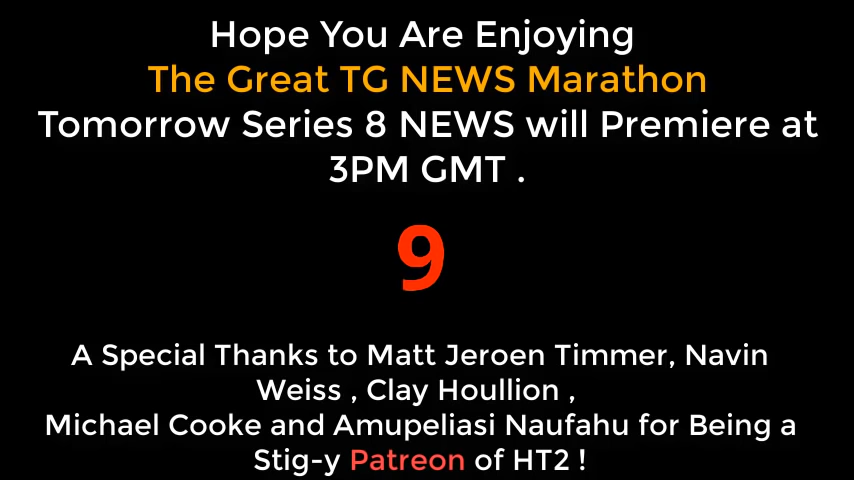 Hope You Are Enjoying
The Great TG NEWS Marathon
Tomorrow Series 8 NEWS will Premiere at
3PM GMT .
9
A Special Thanks to Matt Jeroen Timmer, Navin
Weiss , Clay Houllion ,
Michael Cooke and Amupeliasi Naufahu for Being a
Stig-y Patreon of HT2 !